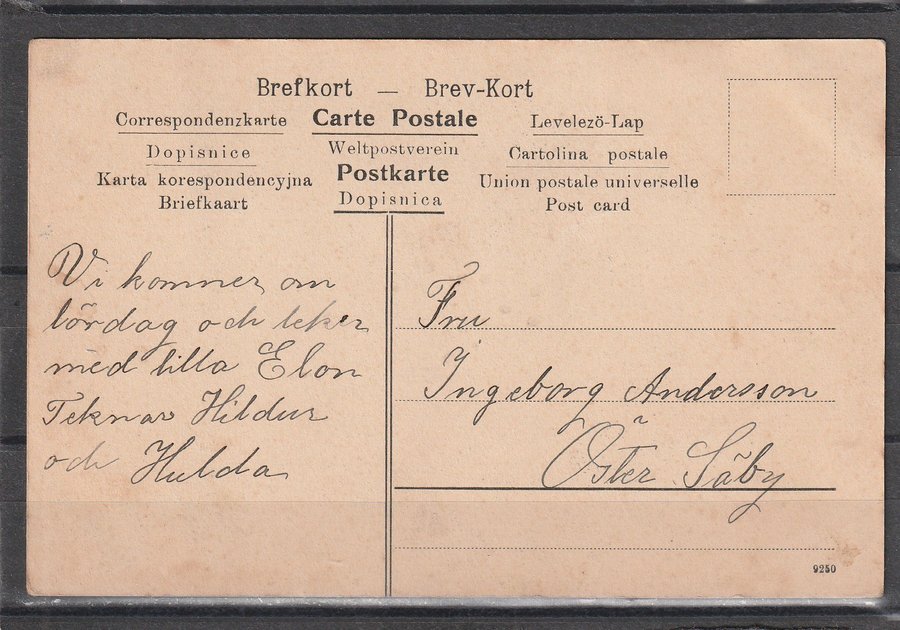 Brefkort — Brev-Kort
Correspondenzkarte Carte Postale Levelezö-Lap
Dopisnice Weltpostverein Cartolina postale
Karta korespondencyjna Postkarte Union postale universelle
Briefkaart Dopisnica Post card
Vi kommer om
lördag och leker
med lilla Elon
Teknar Hildur
och Hulda
Fru
Ingeborg Andersson
Öster Säby
9250